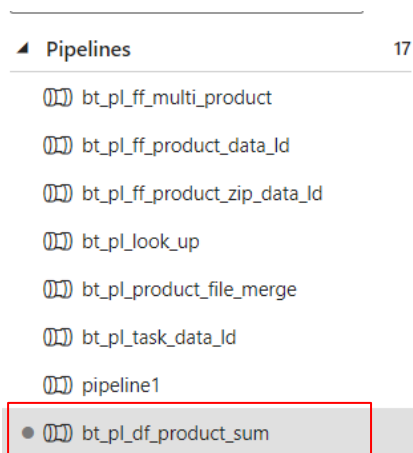 Pipelines 17
bt_pl_ff_multi_product
bt_pl_ff_product_data_ld
bt_pl_ff_product_zip_data_ld
bt_pl_look_up
bt_pl_product_file_merge
bt_pl_task_data_ld
pipeline1
bt_pl_df_product_sum